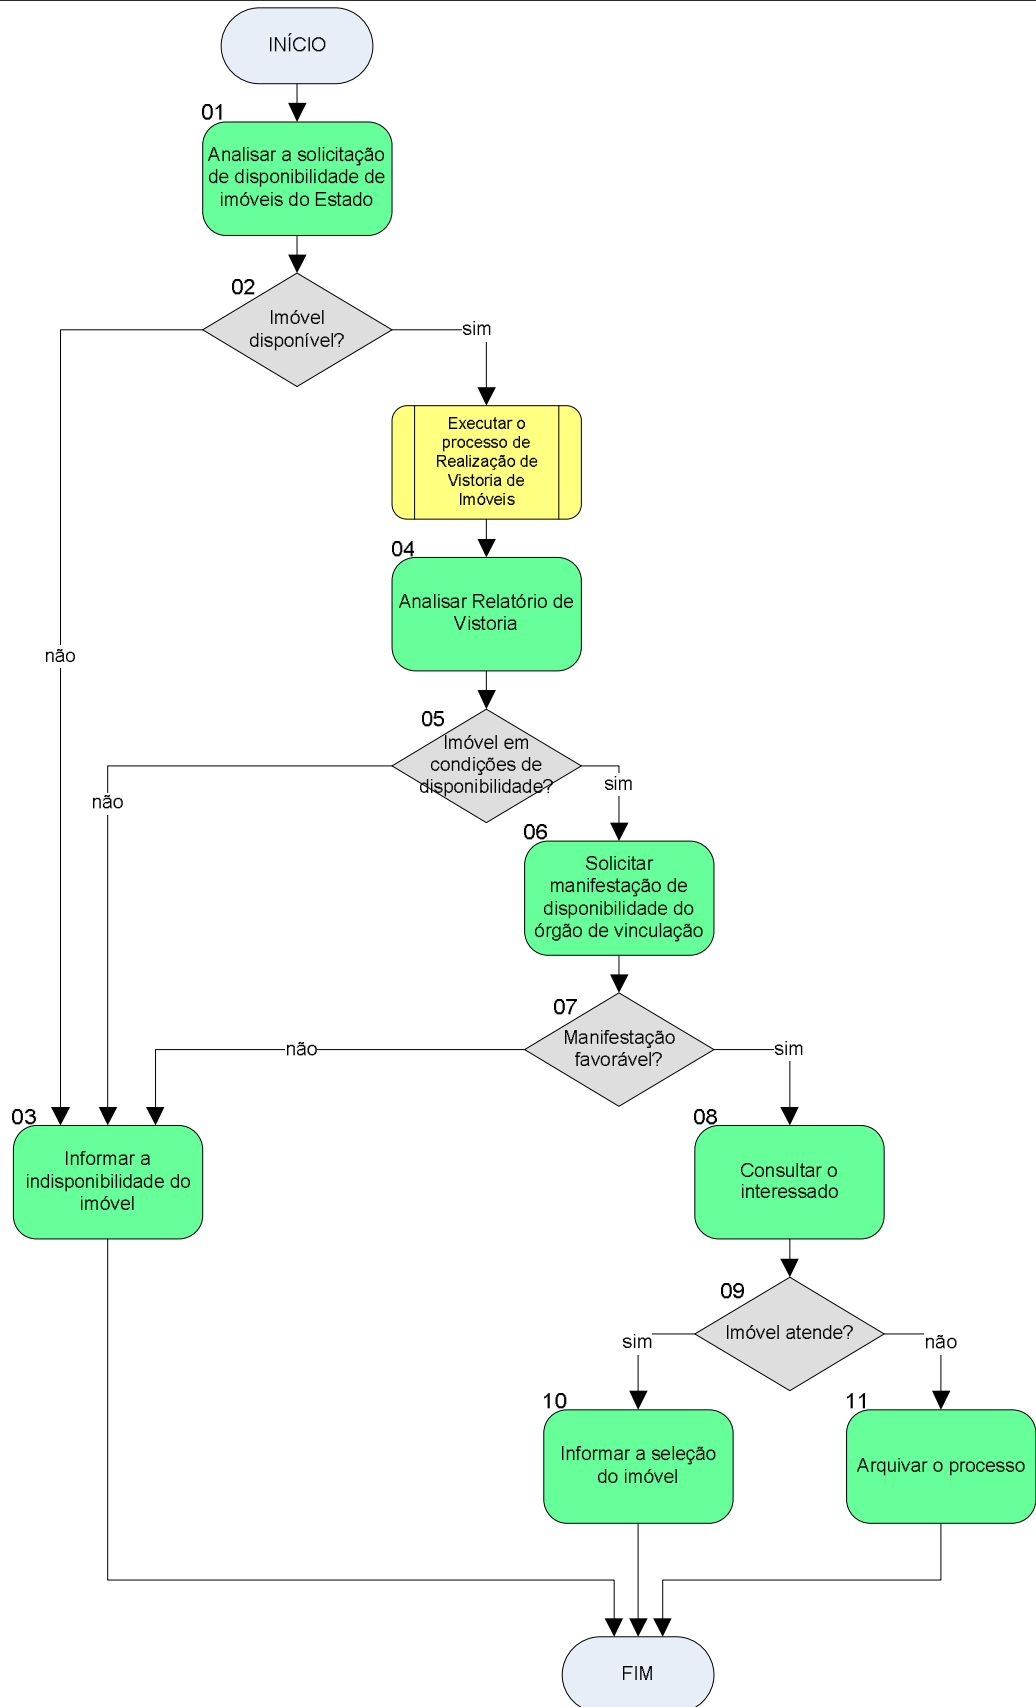 INÍCIO
01
Analisar a solicitação
de disponibilidade de
imóveis do Estado
02
Imóvel
disponível?
sim
Executar o
processo de
Realização de
Vistoria de
Imóveis
04
Analisar Relatório de
Vistoria
não
05
Imóvel em
condições de
disponibilidade?
sim
não
06
Solicitar
manifestação de
disponibilidade do
órgão de vinculação
07
Manifestação
favorável?
não
sim
03
Informar a
indisponibilidade do
imóvel
08
Consultar o
interessado
09
Imóvel atende?
sim
não
10
Informar a seleção
do imóvel
11
Arquivar o processo
FIM